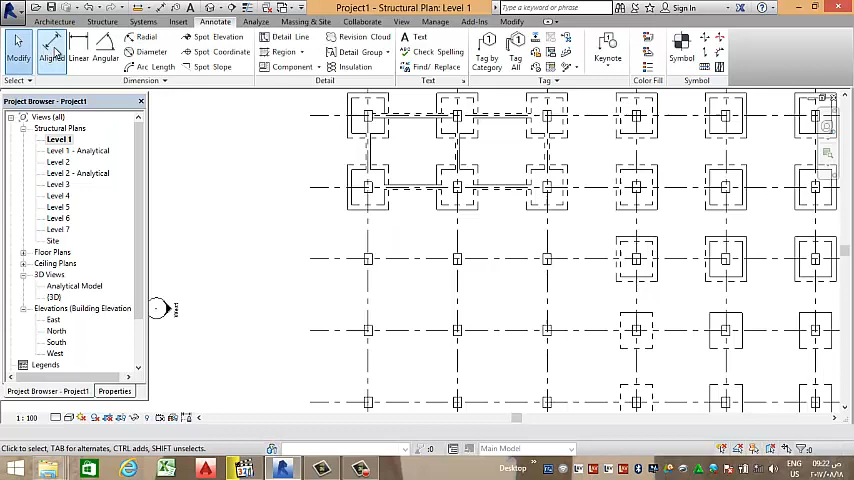 Project1 - Structural Plan: Level 1
Type a keyword or phrase
Sign In
Architecture Structure Systems Insert Annotate Analyze Massing & Site Collaborate View Manage Add-Ins Modify
Modify Aligned Linear Angular
Radial
Diameter
Arc Length
Spot Elevation
Spot Coordinate
Spot Slope
Detail Line
Region
Component
Revision Cloud
Detail Group
Insulation
Text
Check Spelling
Find/ Replace
Tag by Category
Tag All
Keynote
Symbol
Select Dimension Detail Text Tag Color Fill Symbol
Project Browser - Project1
Views (all)
Structural Plans
Level 1
Level 1 - Analytical
Level 2
Level 2 - Analytical
Level 3
Level 4
Level 5
Level 6
Level 7
Site
Floor Plans
Ceiling Plans
3D Views
Analytical Model
{3D}
Elevations (Building Elevation
East
North
South
West
Legends
Project Browser - Project1 Properties
1 : 100
Click to select, TAB for alternates, CTRL adds, SHIFT unselects.
:0
Main Model
:0
Desktop
ENG
US
09:22 ص
٢٠١٧/٠٨/١٨